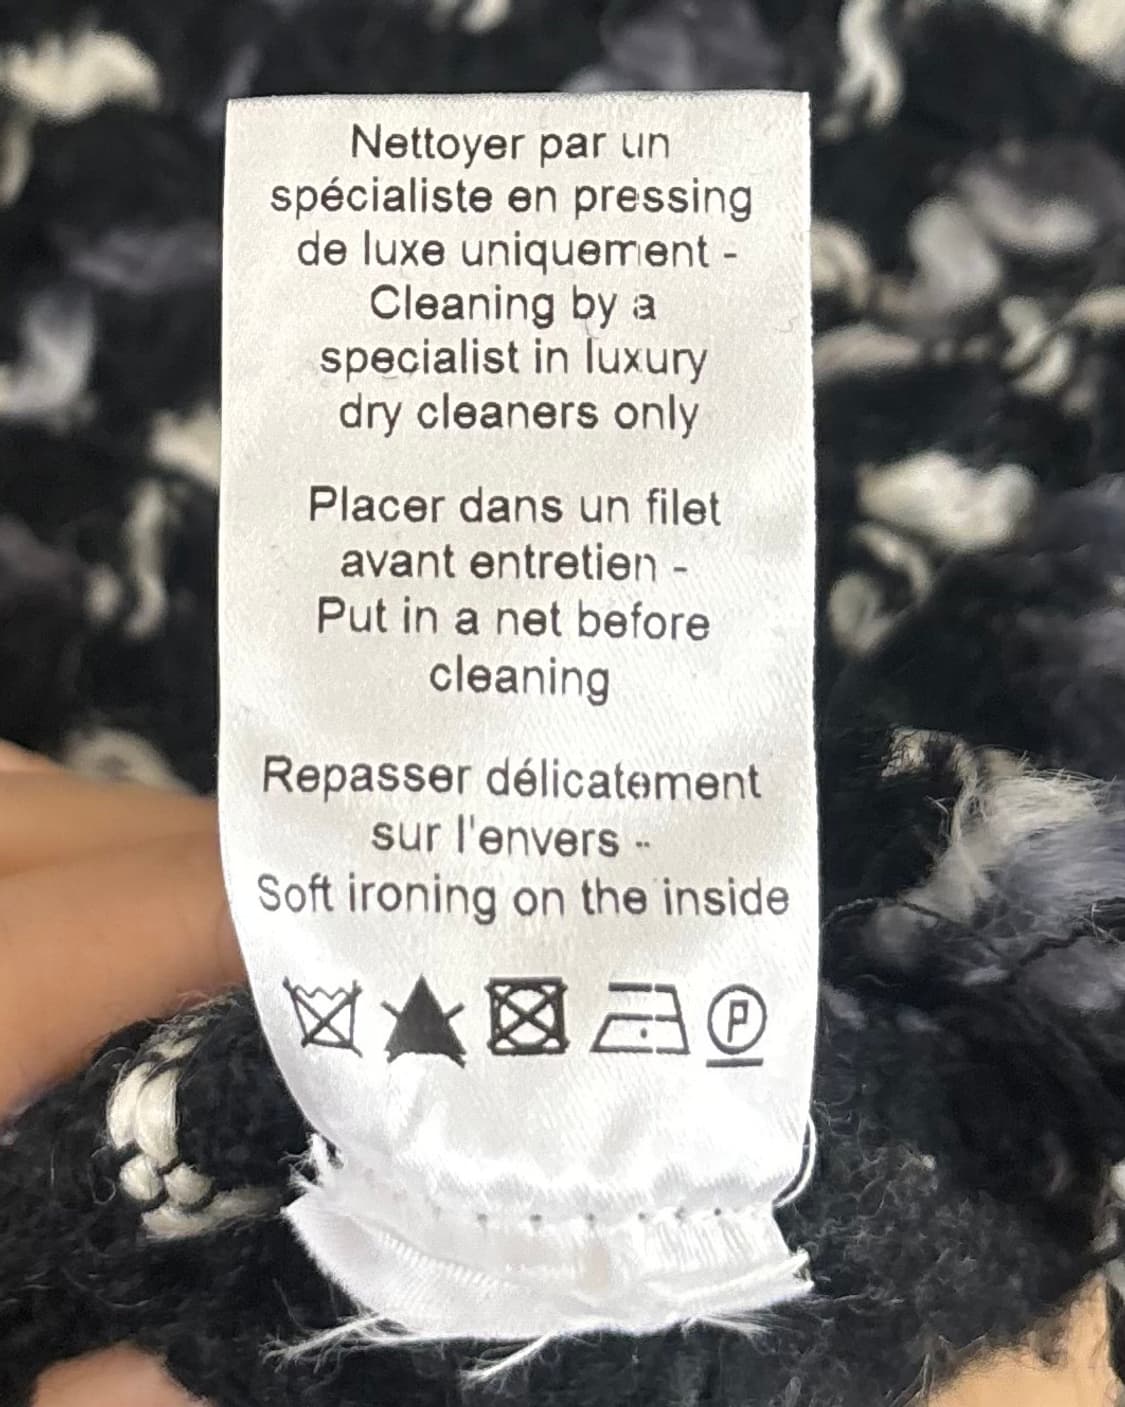 Nettoyer par un
spécialiste en pressing
de luxe uniquement -
Cleaning by a
specialist in luxury
dry cleaners only
Placer dans un filet
avant entretien -
Put in a net before
cleaning
Repasser délicatement
sur l'envers -
Soft ironing on the inside
P